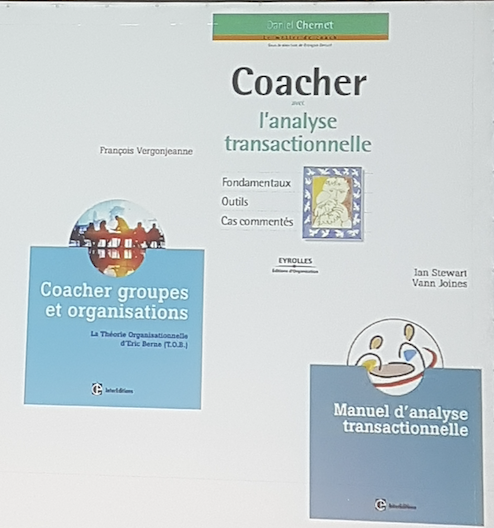 Daniel Chernet
Coacher
avec
l'analyse
transactionnelle
Fondamentaux
Outils
Cas commentés
EYROLLES
Éditions d'Organisation
François Vergonjeanne
Coacher groupes
et organisations
La Théorie Organisationnelle
d'Eric Berne (T.O.B.)
InterEditions
Ian Stewart
Vann Joines
Manuel d'analyse
transactionnelle
InterEditions